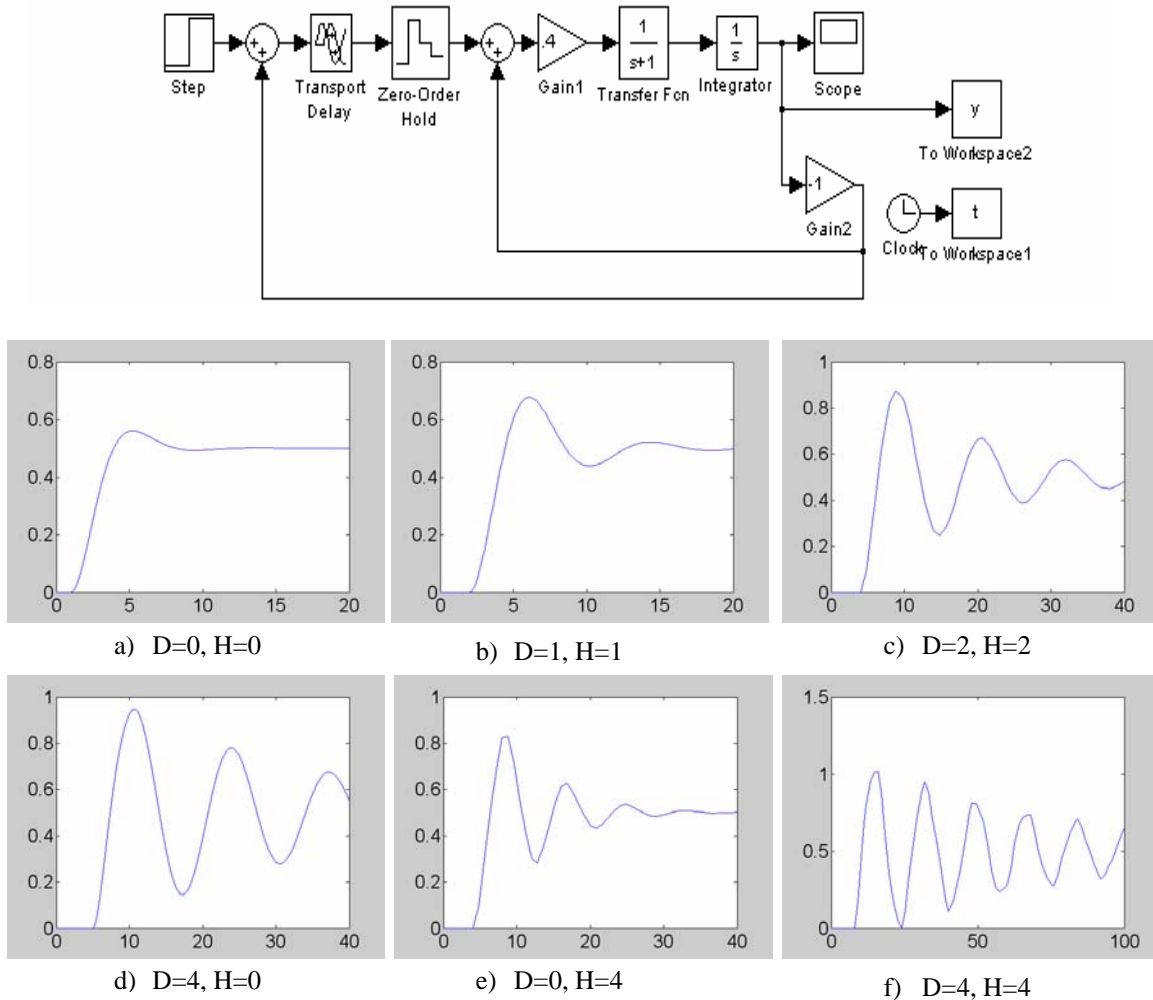 Step
+
+
Transport
Delay
Zero-Order
Hold
+
+
.4
Gain1
1
s+1
Transfer Fcn
1
s
Integrator
Scope
y
To Workspace2
-1
Gain2
Clock
t
To Workspace1
0.8
0.6
0.4
0.2
0
0 5 10 15 20
a) D=0, H=0
0.8
0.6
0.4
0.2
0
0 5 10 15 20
b) D=1, H=1
1
0.8
0.6
0.4
0.2
0
0 10 20 30 40
c) D=2, H=2
1
0.8
0.6
0.4
0.2
0
0 10 20 30 40
d) D=4, H=0
1
0.8
0.6
0.4
0.2
0
0 10 20 30 40
e) D=0, H=4
1.5
1
0.5
0
0 50 100
f) D=4, H=4